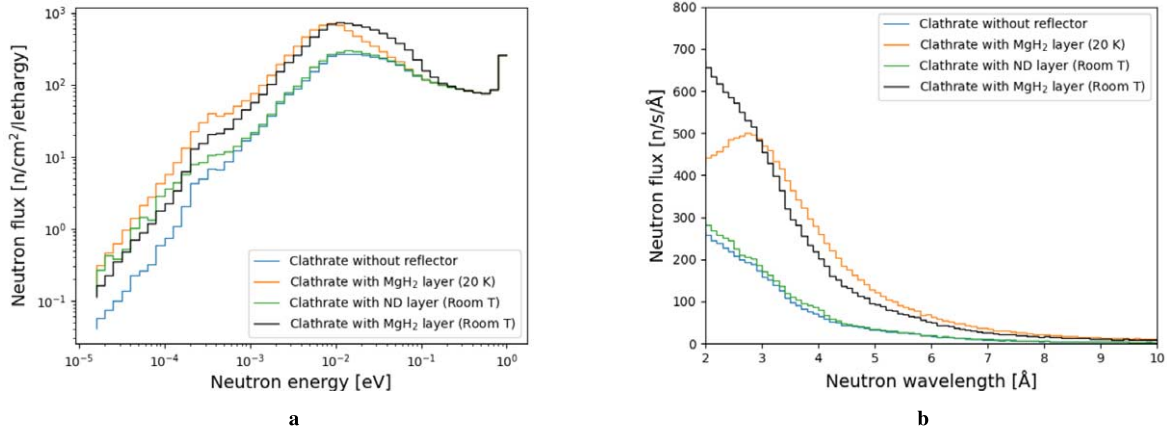 Neutron flux [n/cm²/lethargy]
10³
10²
10¹
10⁰
10⁻¹
Clathrate without reflector
Clathrate with MgH₂ layer (20 K)
Clathrate with ND layer (Room T)
Clathrate with MgH₂ layer (Room T)
10⁻⁵ 10⁻⁴ 10⁻³ 10⁻² 10⁻¹ 10⁰
Neutron energy [eV]
a
Neutron flux [n/s/Å]
800
700
600
500
400
300
200
100
0
Clathrate without reflector
Clathrate with MgH₂ layer (20 K)
Clathrate with ND layer (Room T)
Clathrate with MgH₂ layer (Room T)
2 3 4 5 6 7 8 9 10
Neutron wavelength [Å]
b